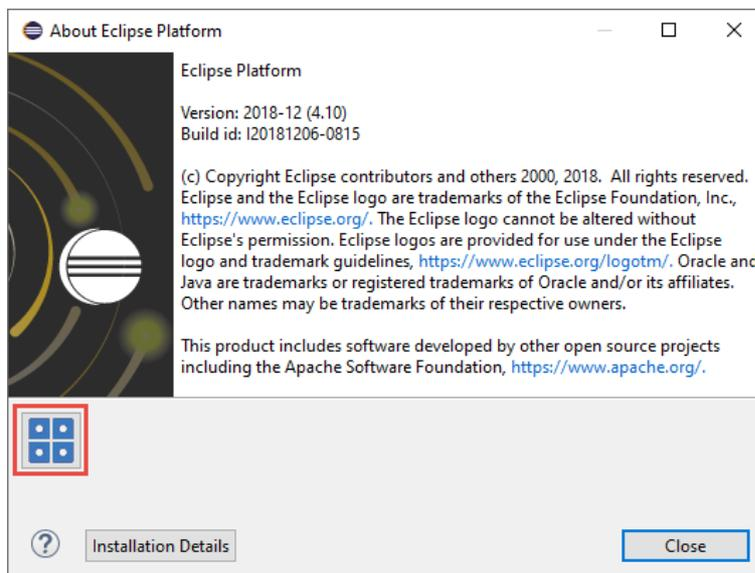 About Eclipse Platform
Eclipse Platform
Version: 2018-12 (4.10)
Build id: I20181206-0815
(c) Copyright Eclipse contributors and others 2000, 2018.  All rights reserved.
Eclipse and the Eclipse logo are trademarks of the Eclipse Foundation, Inc.,
https://www.eclipse.org/. The Eclipse logo cannot be altered without
Eclipse's permission. Eclipse logos are provided for use under the Eclipse
logo and trademark guidelines, https://www.eclipse.org/logotm/. Oracle and
Java are trademarks or registered trademarks of Oracle and/or its affiliates.
Other names may be trademarks of their respective owners.
This product includes software developed by other open source projects
including the Apache Software Foundation, https://www.apache.org/.
?
Installation Details
Close